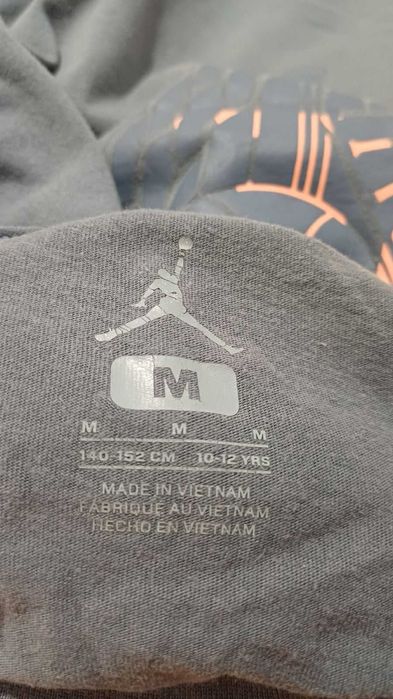 M
M M M
140-152 CM 10-12 YRS
MADE IN VIETNAM
FABRIQUÉ AU VIETNAM
HECHO EN VIETNAM